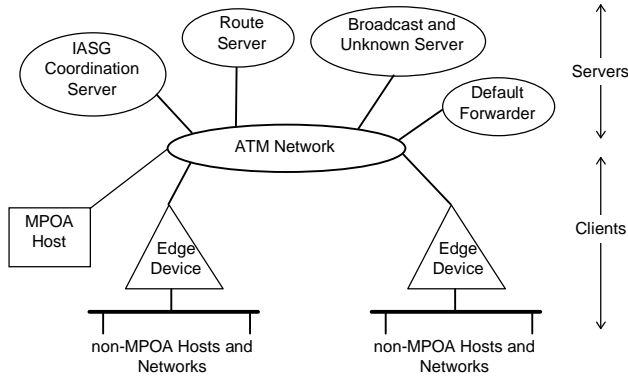 IASG
Coordination
Server
Route
Server
Broadcast and
Unknown Server
Servers
Default
Forwarder
ATM Network
MPOA
Host
Edge
Device
Edge
Device
Clients
non-MPOA Hosts and
Networks
non-MPOA Hosts and
Networks